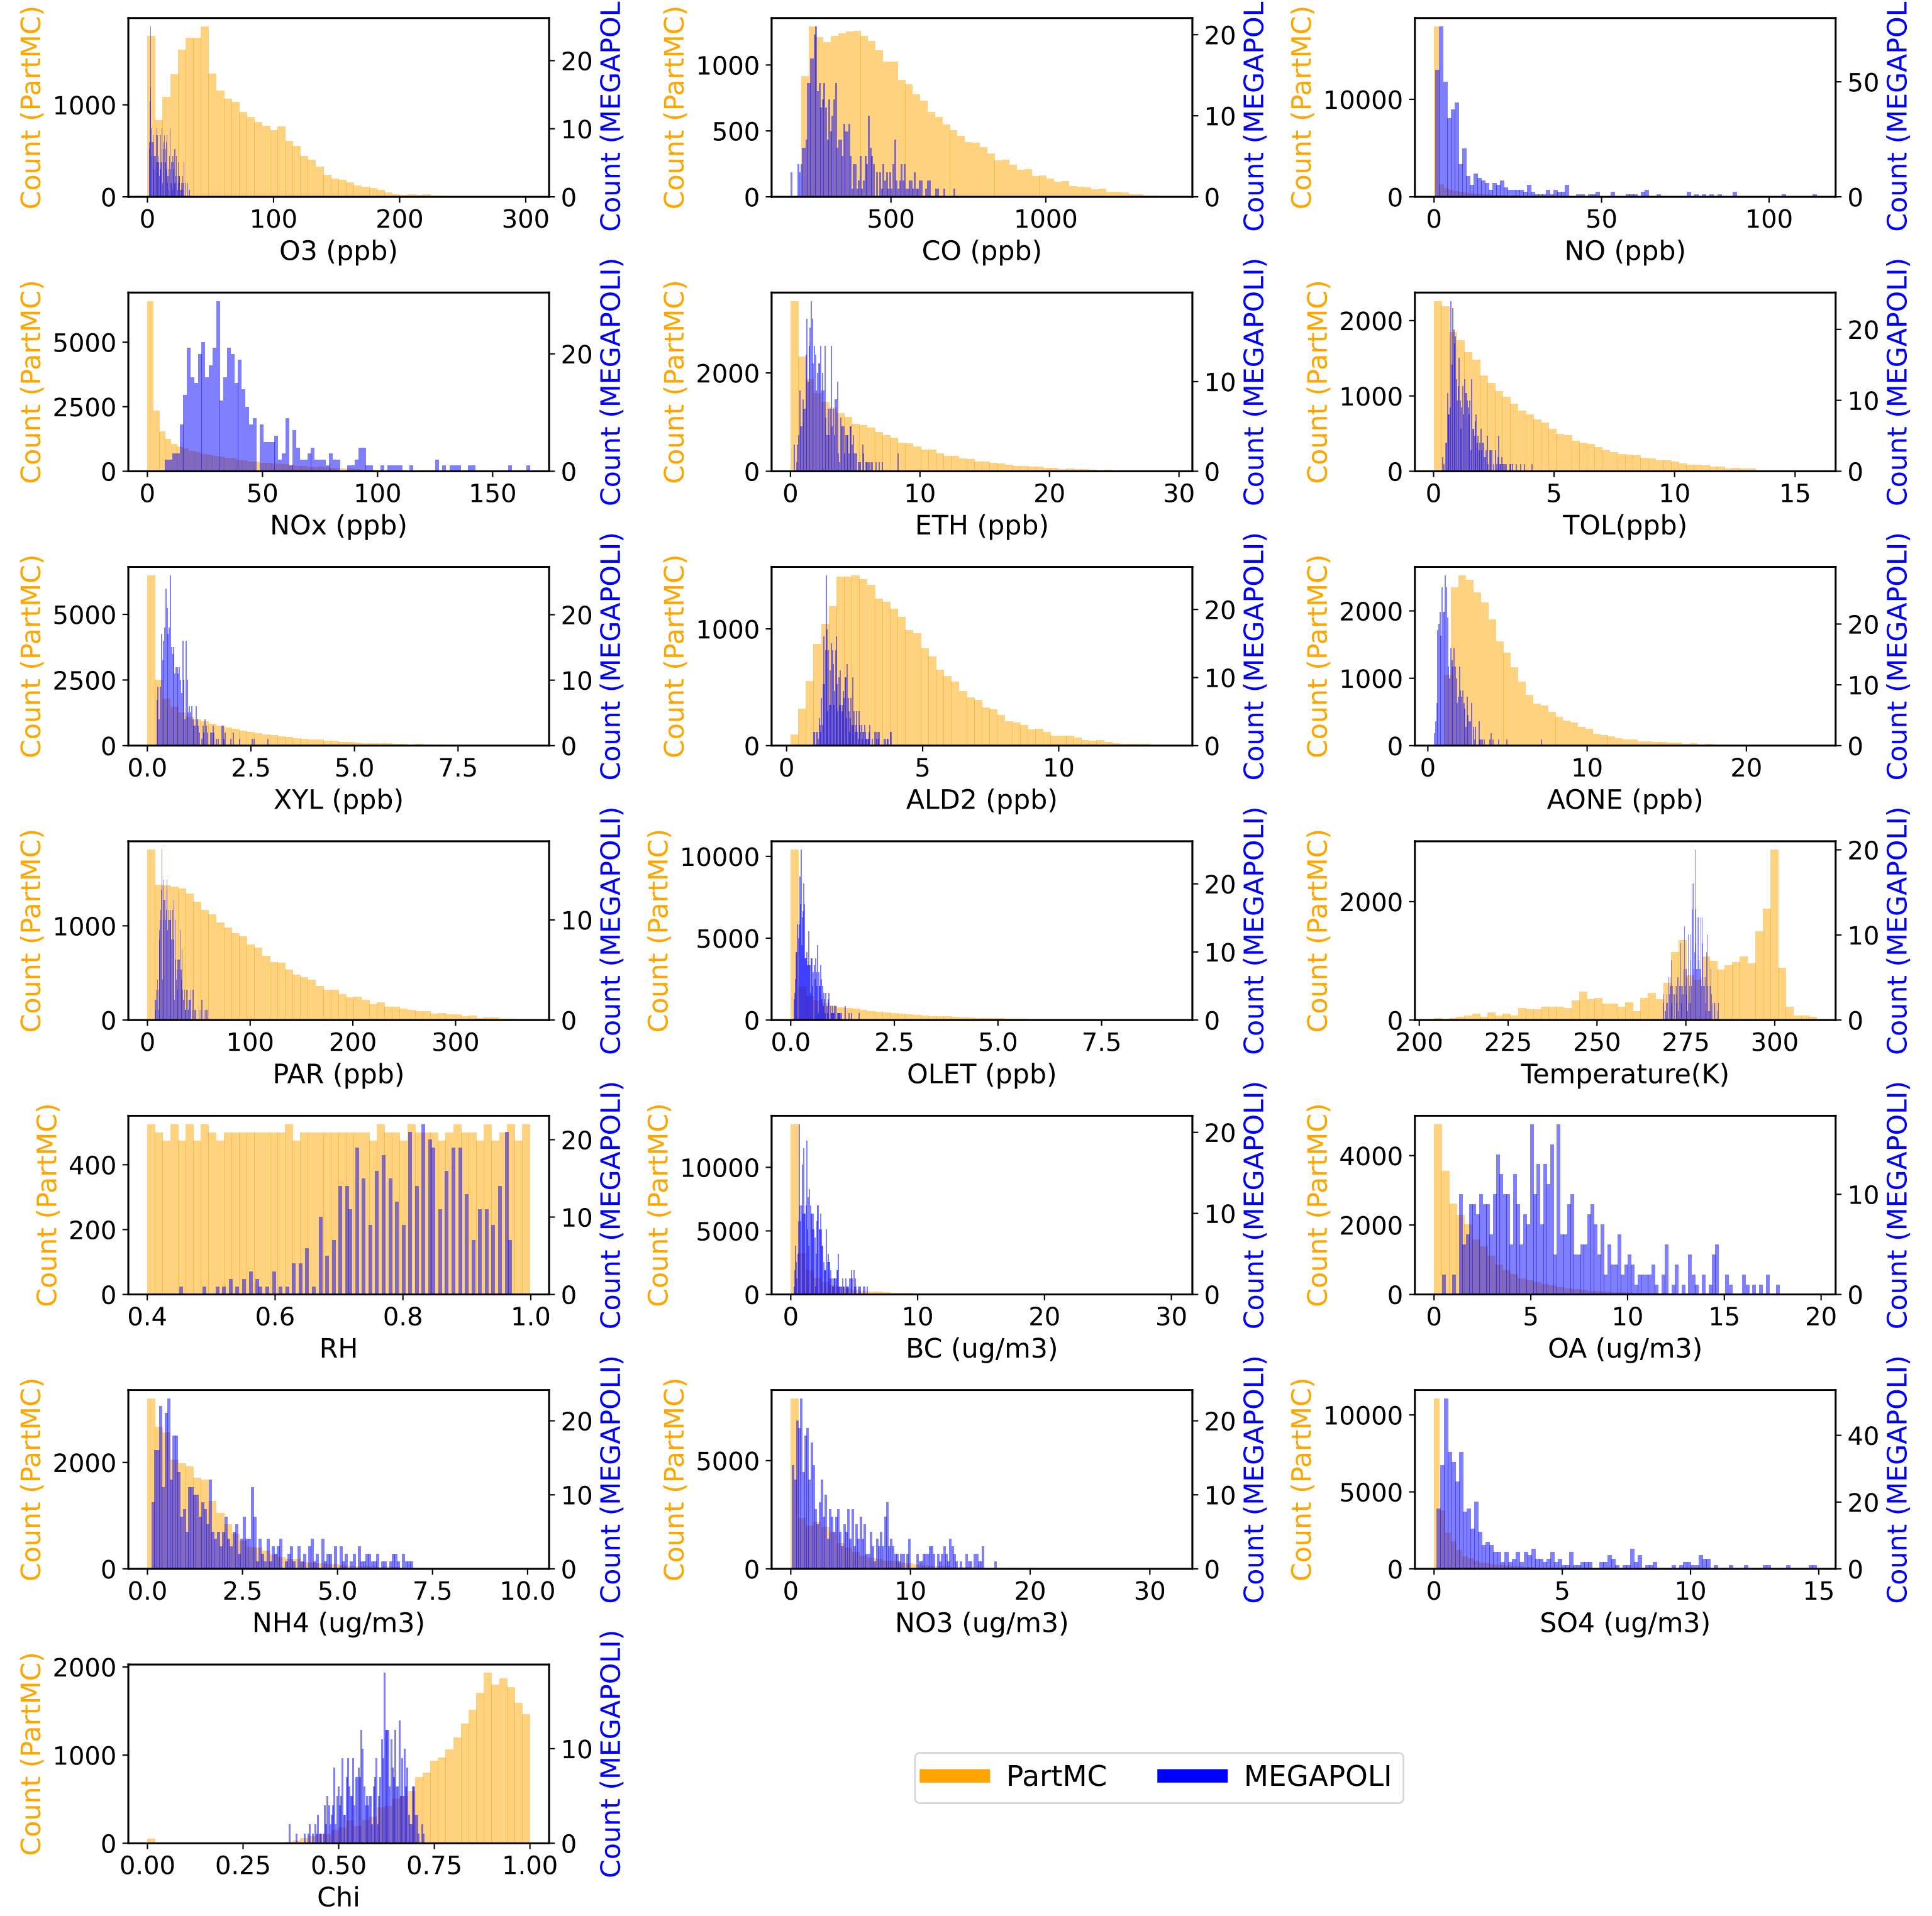 Count (PartMC)
1000
0
20
10
0
Count (MEGAPOL
0 100 200 300
O3 (ppb)
Count (PartMC)
1000
500
0
20
10
0
Count (MEGAPOL
500 1000
CO (ppb)
Count (PartMC)
10000
0
50
0
Count (MEGAPOL
0 50 100
NO (ppb)
Count (PartMC)
5000
2500
0
20
0
Count (MEGAPOLI)
0 50 100 150
NOx (ppb)
Count (PartMC)
2000
0
10
0
Count (MEGAPOLI)
0 10 20 30
ETH (ppb)
Count (PartMC)
2000
1000
0
20
10
0
Count (MEGAPOLI)
0 5 10 15
TOL(ppb)
Count (PartMC)
5000
2500
0
20
10
0
Count (MEGAPOLI)
0.0 2.5 5.0 7.5
XYL (ppb)
Count (PartMC)
1000
0
20
10
0
Count (MEGAPOLI)
0 5 10
ALD2 (ppb)
Count (PartMC)
2000
1000
0
20
10
0
Count (MEGAPOLI)
0 10 20
AONE (ppb)
Count (PartMC)
1000
0
10
0
Count (MEGAPOLI)
0 100 200 300
PAR (ppb)
Count (PartMC)
10000
5000
0
20
10
0
Count (MEGAPOLI)
0.0 2.5 5.0 7.5
OLET (ppb)
Count (PartMC)
2000
0
20
10
0
Count (MEGAPOLI)
200 225 250 275 300
Temperature(K)
Count (PartMC)
400
200
0
20
10
0
Count (MEGAPOLI)
0.4 0.6 0.8 1.0
RH
Count (PartMC)
10000
5000
0
20
10
0
Count (MEGAPOLI)
0 10 20 30
BC (ug/m3)
Count (PartMC)
4000
2000
0
10
0
Count (MEGAPOLI)
0 5 10 15 20
OA (ug/m3)
Count (PartMC)
2000
0
20
10
0
Count (MEGAPOLI)
0.0 2.5 5.0 7.5 10.0
NH4 (ug/m3)
Count (PartMC)
5000
0
20
10
0
Count (MEGAPOLI)
0 10 20 30
NO3 (ug/m3)
Count (PartMC)
10000
5000
0
40
20
0
Count (MEGAPOLI)
0 5 10 15
SO4 (ug/m3)
Count (PartMC)
2000
1000
0
10
0
Count (MEGAPOLI)
0.00 0.25 0.50 0.75 1.00
Chi
PartMC MEGAPOLI